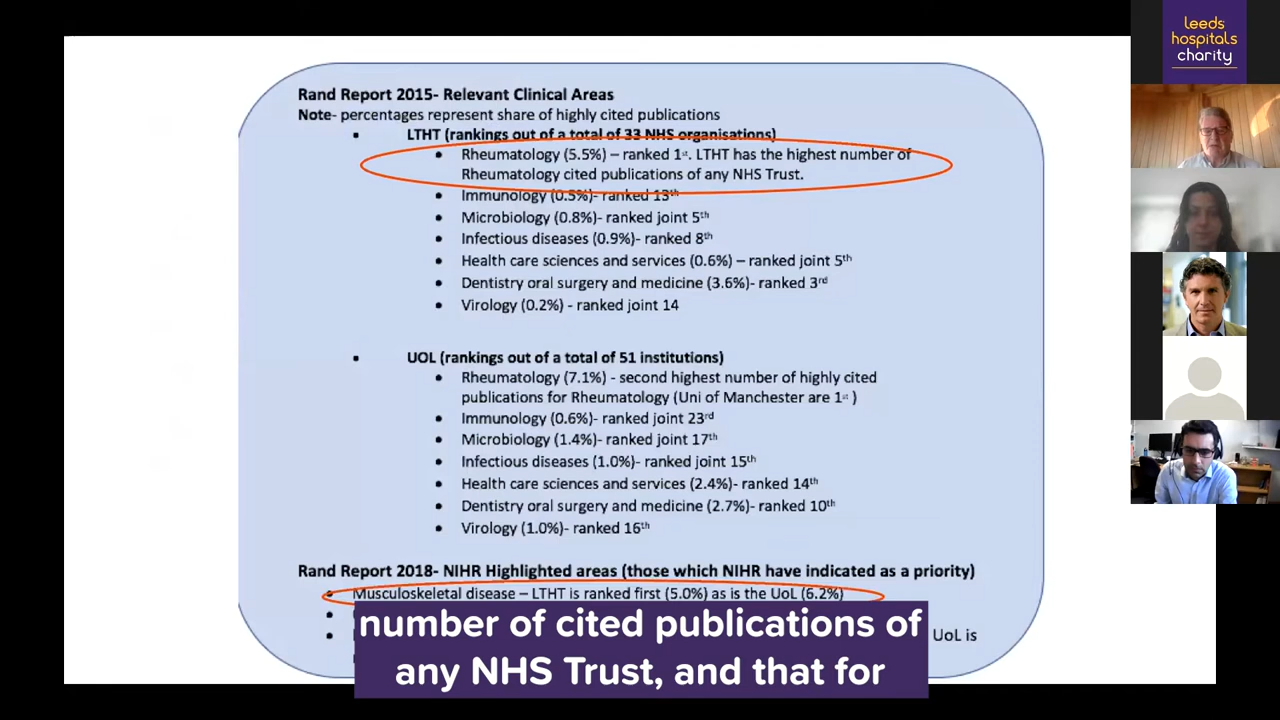 Rand Report 2015- Relevant Clinical Areas
Note- percentages represent share of highly cited publications
• LTHT (rankings out of a total of 33 NHS organisations)
• Rheumatology (5.5%) – ranked 1st. LTHT has the highest number of
Rheumatology cited publications of any NHS Trust.
• Immunology (0.5%)- ranked 13th
• Microbiology (0.8%)- ranked joint 5th
• Infectious diseases (0.9%)- ranked 8th
• Health care sciences and services (0.6%) – ranked joint 5th
• Dentistry oral surgery and medicine (3.6%)- ranked 3rd
• Virology (0.2%) - ranked joint 14
• UOL (rankings out of a total of 51 institutions)
• Rheumatology (7.1%) - second highest number of highly cited
publications for Rheumatology (Uni of Manchester are 1st )
• Immunology (0.6%)- ranked joint 23rd
• Microbiology (1.4%)- ranked joint 17th
• Infectious diseases (1.0%)- ranked joint 15th
• Health care sciences and services (2.4%)- ranked 14th
• Dentistry oral surgery and medicine (2.7%)- ranked 10th
• Virology (1.0%)- ranked 16th
Rand Report 2018- NIHR Highlighted areas (those which NIHR have indicated as a priority)
• Musculoskeletal disease – LTHT is ranked first (5.0%) as is the UoL (6.2%)
UoL is
number of cited publications of
any NHS Trust, and that for
leeds
hospitals
charity